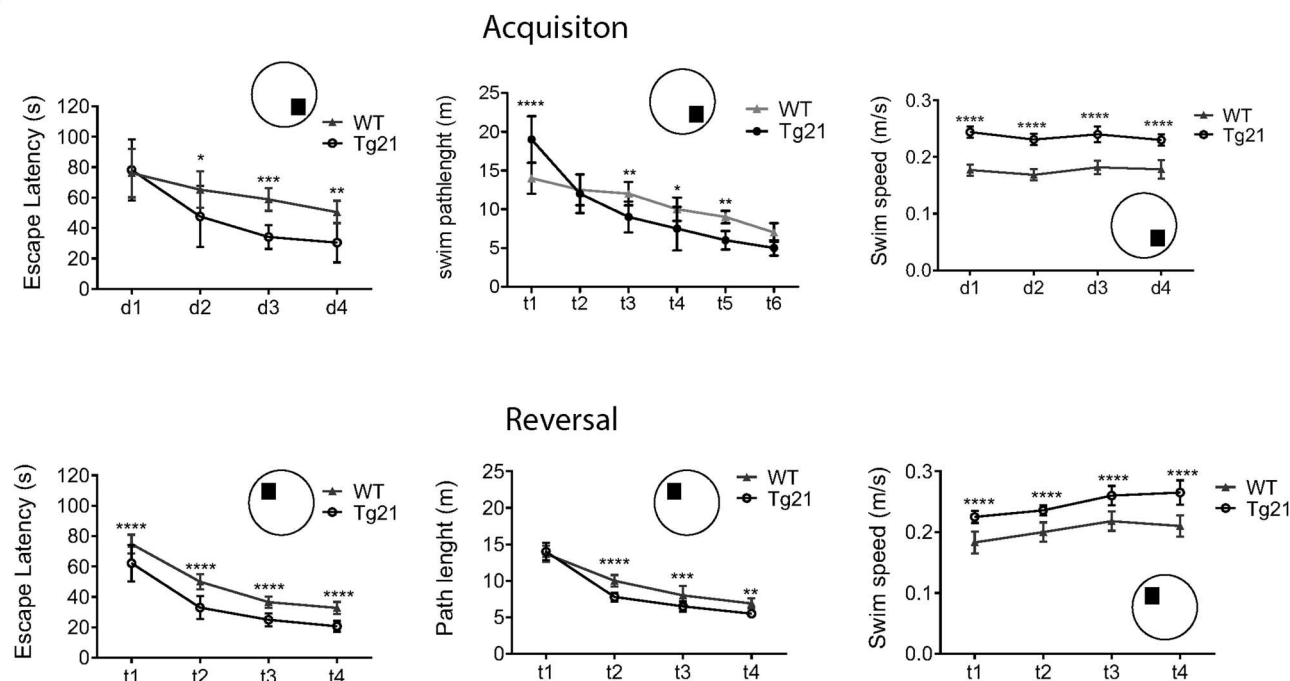 Acquisiton
Escape Latency (s)
120
100
80
60
40
20
0
*
***
**
WT
Tg21
d1 d2 d3 d4
swim pathlenght (m)
25
20
15
10
5
0
****
**
*
**
WT
Tg21
t1 t2 t3 t4 t5 t6
Swim speed (m/s)
0.3
0.2
0.1
0.0
**** **** **** ****
WT
Tg21
d1 d2 d3 d4
Reversal
Escape Latency (s)
120
100
80
60
40
20
0
****
****
****
****
WT
Tg21
t1 t2 t3 t4
Path lenght (m)
25
20
15
10
5
0
****
***
**
WT
Tg21
t1 t2 t3 t4
Swim speed (m/s)
0.3
0.2
0.1
0.0
**** **** **** ****
WT
Tg21
t1 t2 t3 t4